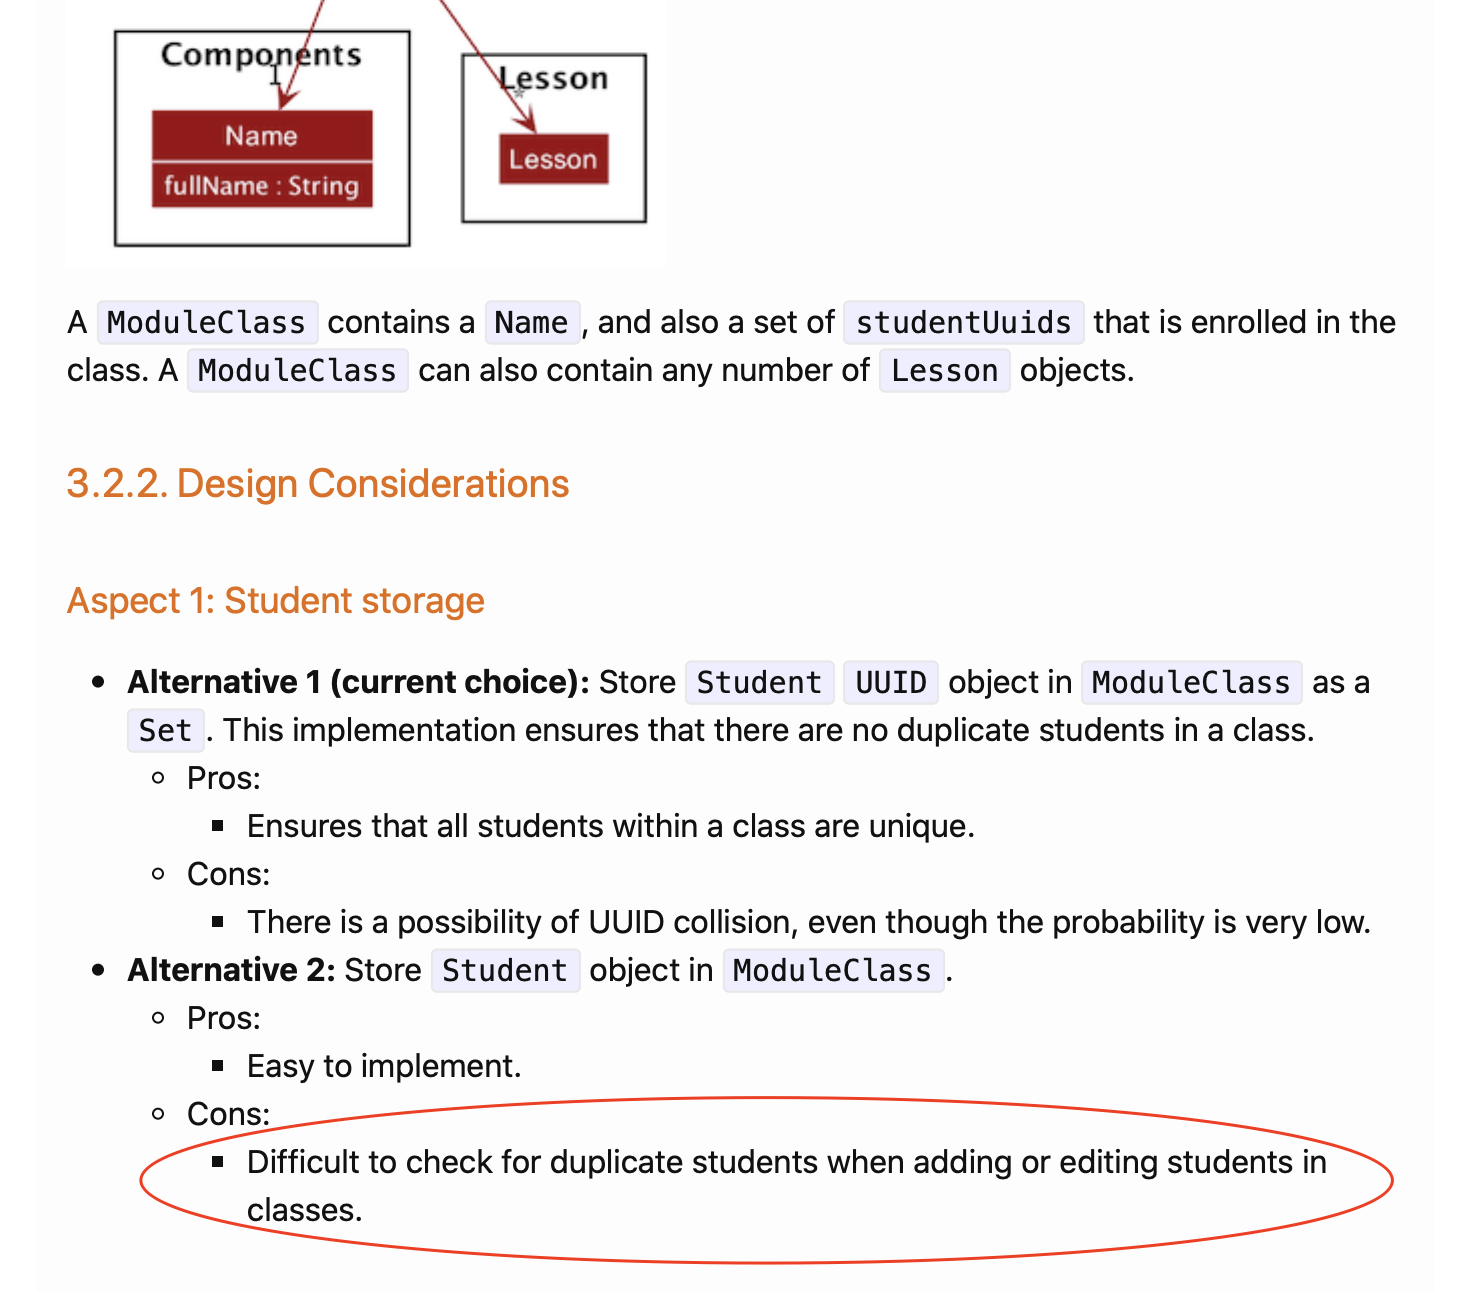 Components
Name
fullName : String
Lesson
*
Lesson
A ModuleClass contains a Name , and also a set of studentUuids that is enrolled in the
class. A ModuleClass can also contain any number of Lesson objects.
3.2.2. Design Considerations
Aspect 1: Student storage
• Alternative 1 (current choice): Store Student UUID object in ModuleClass as a
Set . This implementation ensures that there are no duplicate students in a class.
◦ Pros:
▪ Ensures that all students within a class are unique.
◦ Cons:
▪ There is a possibility of UUID collision, even though the probability is very low.
• Alternative 2: Store Student object in ModuleClass .
◦ Pros:
▪ Easy to implement.
◦ Cons:
▪ Difficult to check for duplicate students when adding or editing students in
classes.